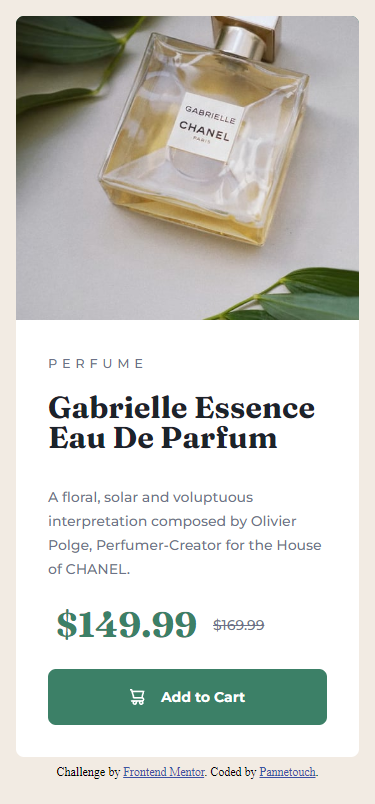 GABRIELLE
CHANEL
PARIS
PERFUME
Gabrielle Essence
Eau De Parfum
A floral, solar and voluptuous
interpretation composed by Olivier
Polge, Perfumer-Creator for the House
of CHANEL.
$149.99 $169.99
Add to Cart
Challenge by Frontend Mentor. Coded by Pannetouch.